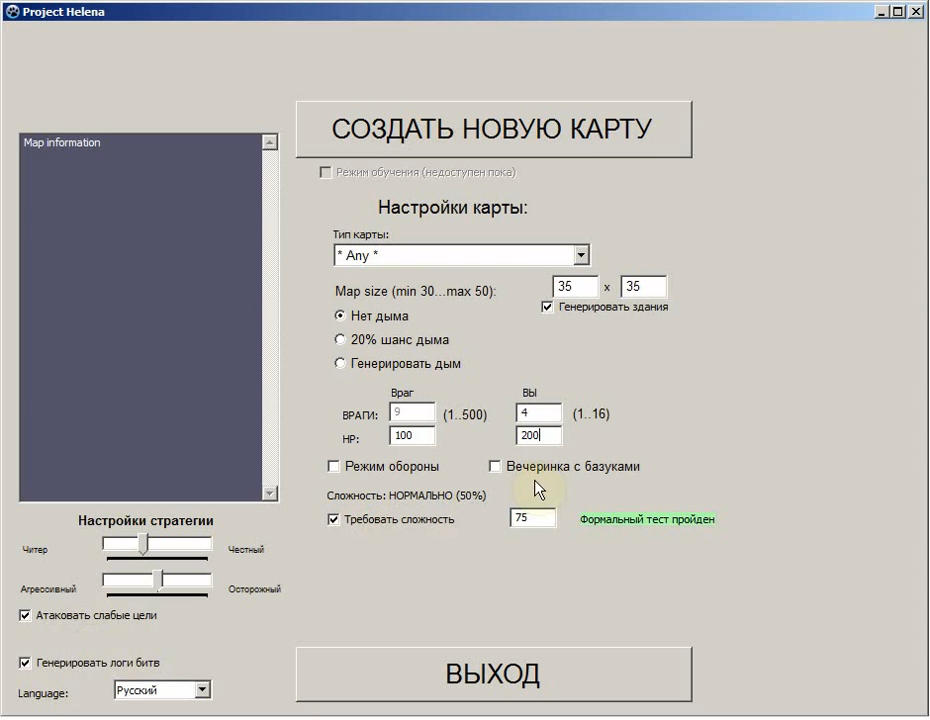 Project Helena
СОЗДАТЬ НОВУЮ КАРТУ
Map information
Режим обучения (недоступен пока)
Настройки карты:
Тип карты:
* Any *
Map size (min 30...max 50):
35 x 35
Генерировать здания
Нет дыма
20% шанс дыма
Генерировать дым
Враг
ВЫ
ВРАГИ: 9 (1..500) 4 (1..16)
HP: 100 200
Режим обороны
Вечеринка с базуками
Сложность: НОРМАЛЬНО (50%)
Требовать сложность 75 Формальный тест пройден
Настройки стратегии
Читер Честный
Агрессивный Осторожный
Атаковать слабые цели
Генерировать логи битв
Language: Русский
ВЫХОД